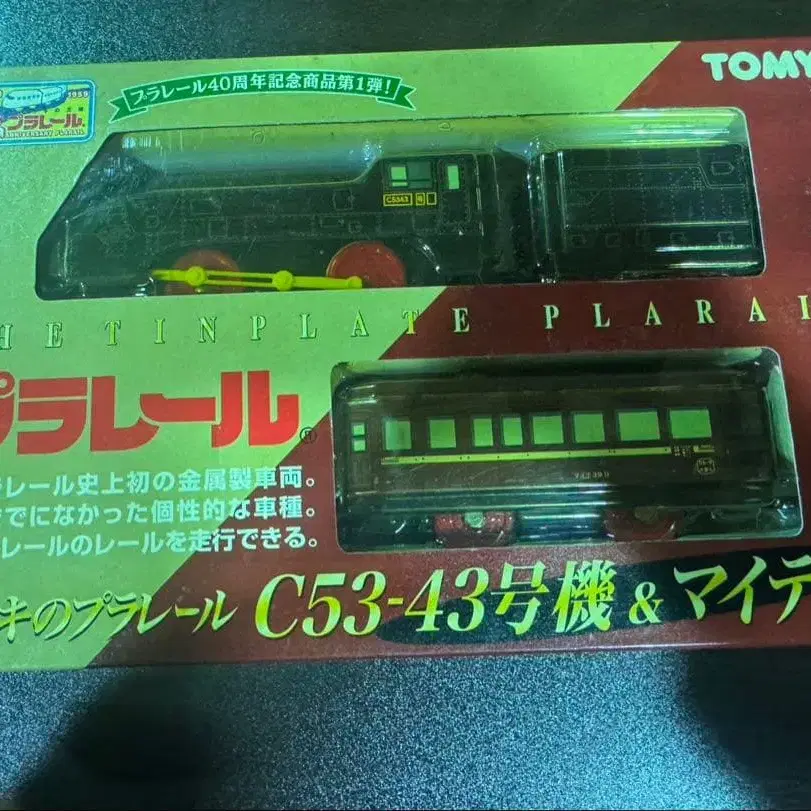 TOMY
プラレール40周年記念商品第1弾!
1959
プラレール
ANNIVERSARY PLARAIL
C5343
HE TINPLATE PLARAI
プラレール
®
レール史上初の金属製車両。
でになかった個性的な車種。
レールのレールを走行できる。
キのプラレール C53-43号機&マイテ